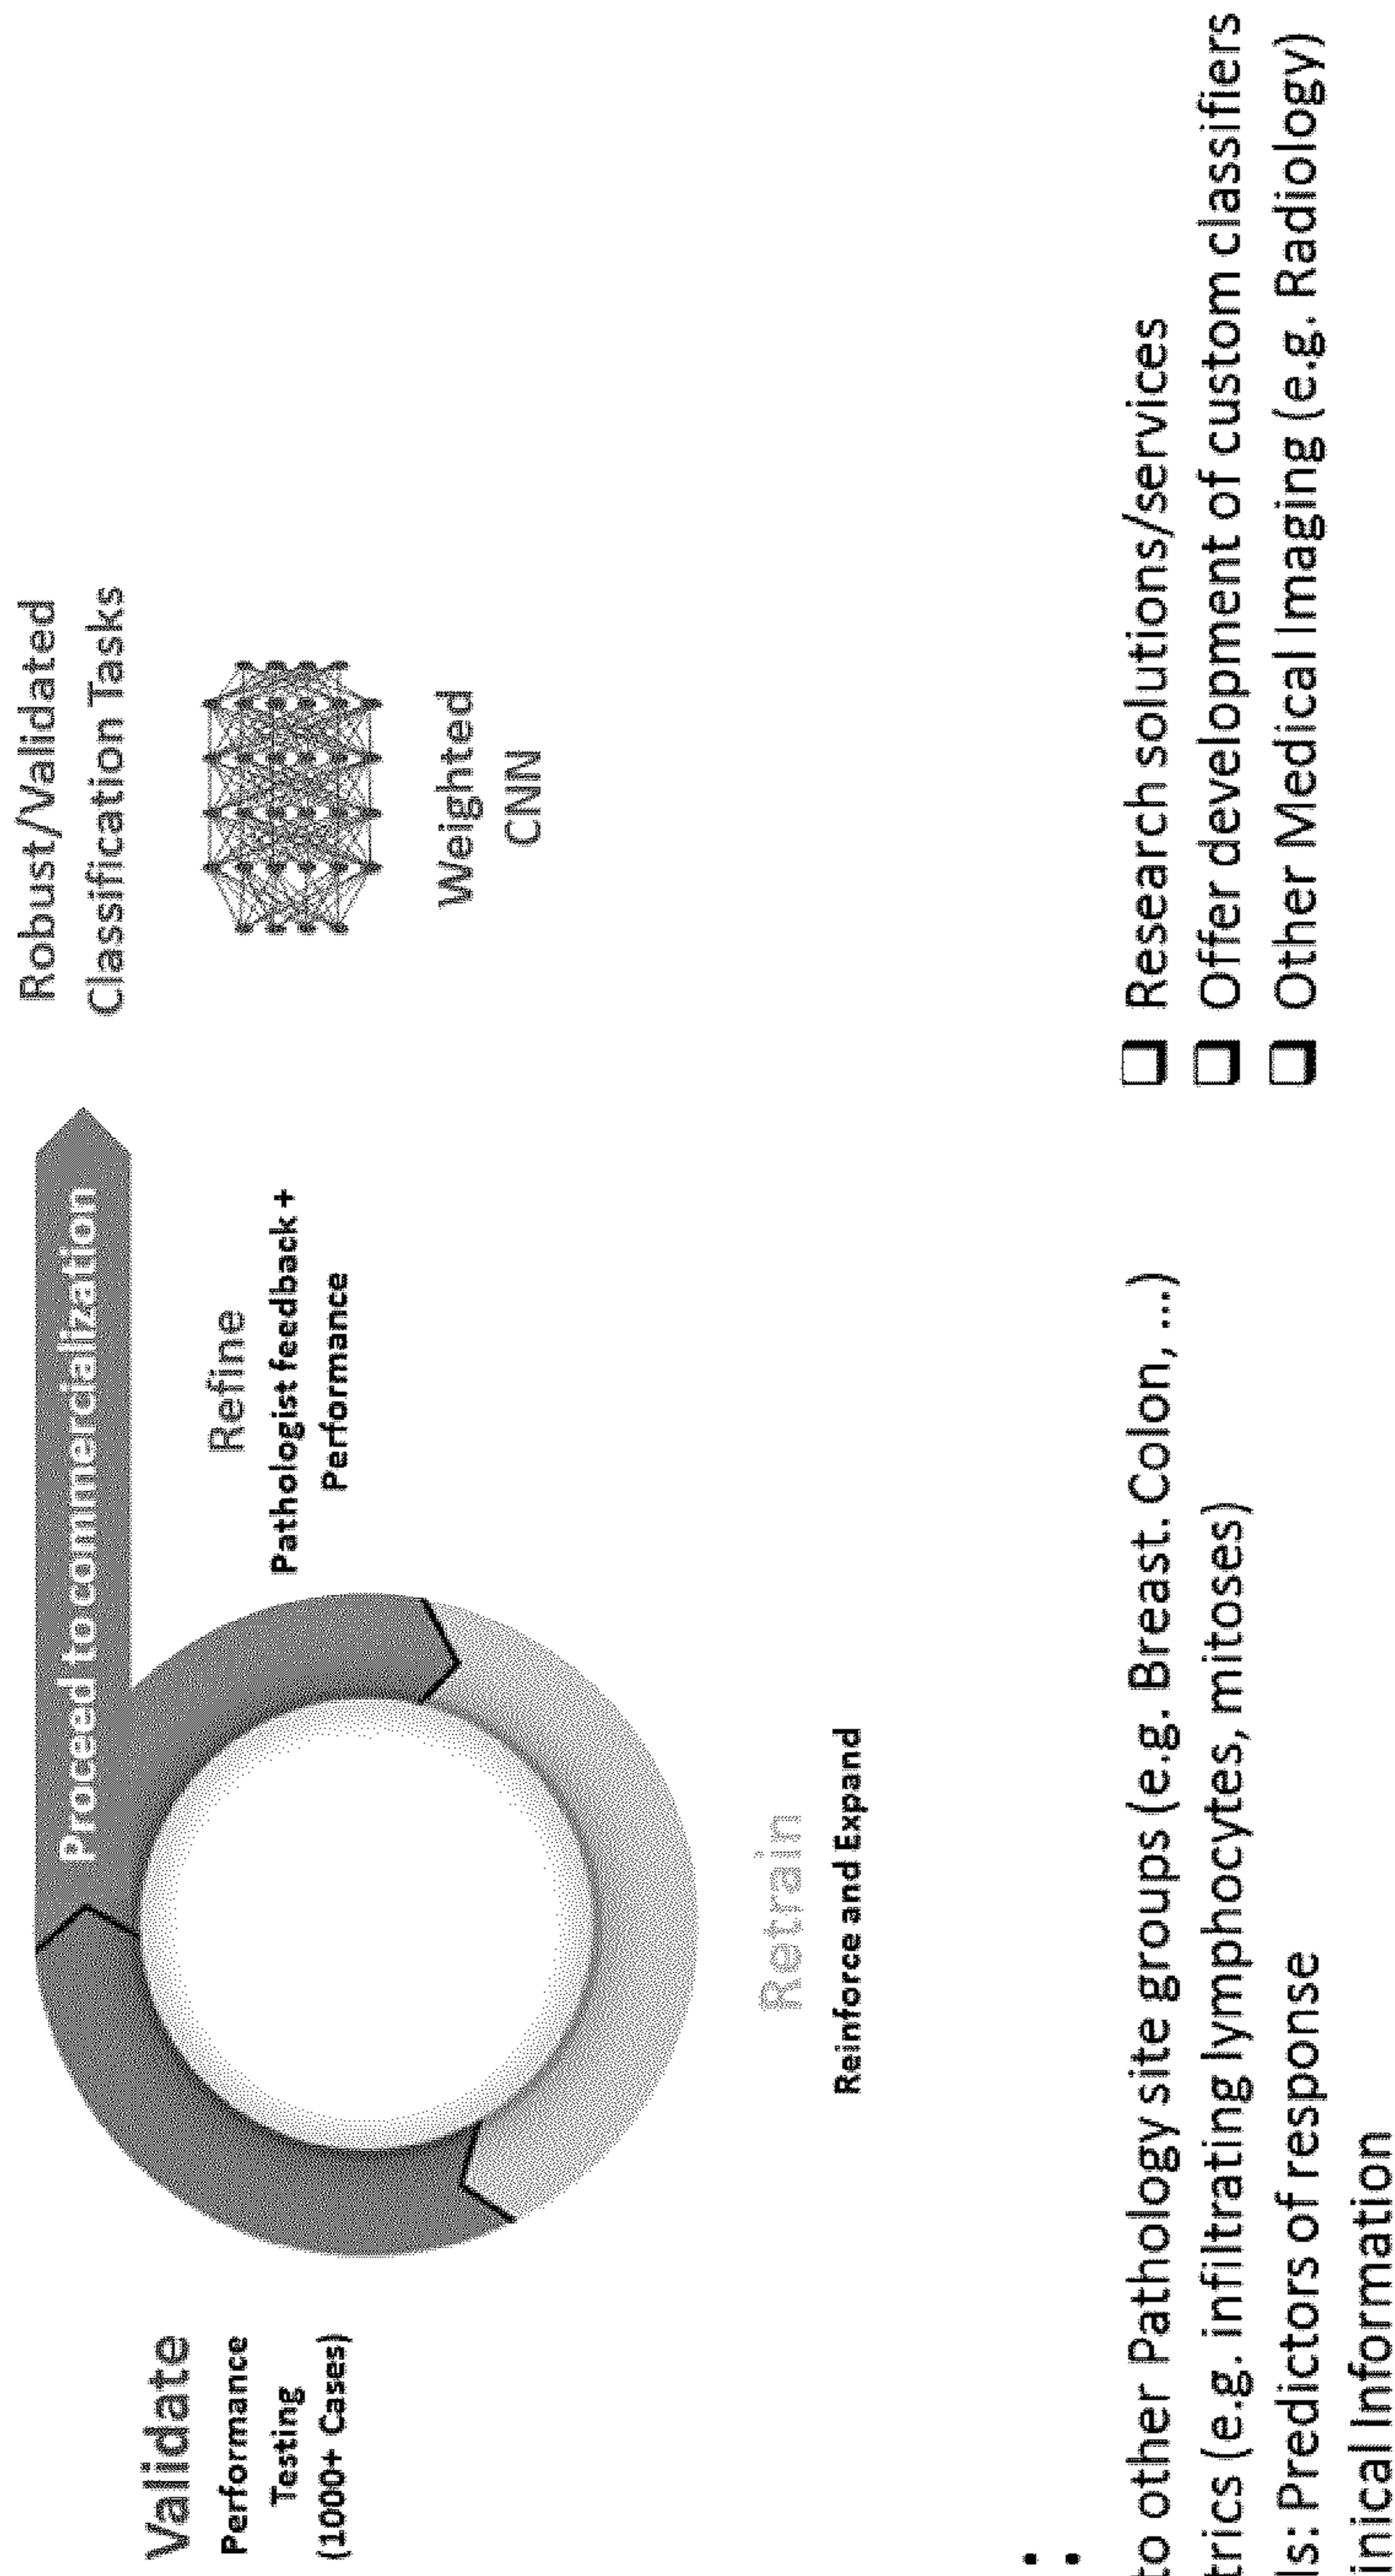 Robust/Validated
Classification Tasks
Proceed to commercialization
Weighted
CNN
Validate
Performance
Testing
(1000+ Cases)
Refine
Pathologist feedback +
Performance
Retrain
Reinforce and Expand
:
to other Pathology site groups (e.g. Breast. Colon, ...)
trics (e.g. infiltrating lymphocytes, mitoses)
ls: Predictors of response
inical Information
❑ Research solutions/services
❑ Offer development of custom classifiers
❑ Other Medical Imaging (e.g. Radiology)